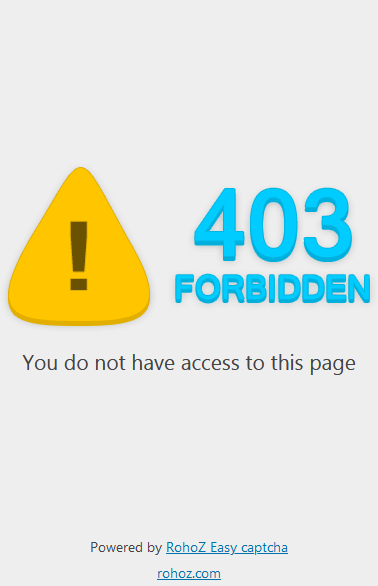 !
403
FORBIDDEN
You do not have access to this page
Powered by RohoZ Easy captcha
rohoz.com